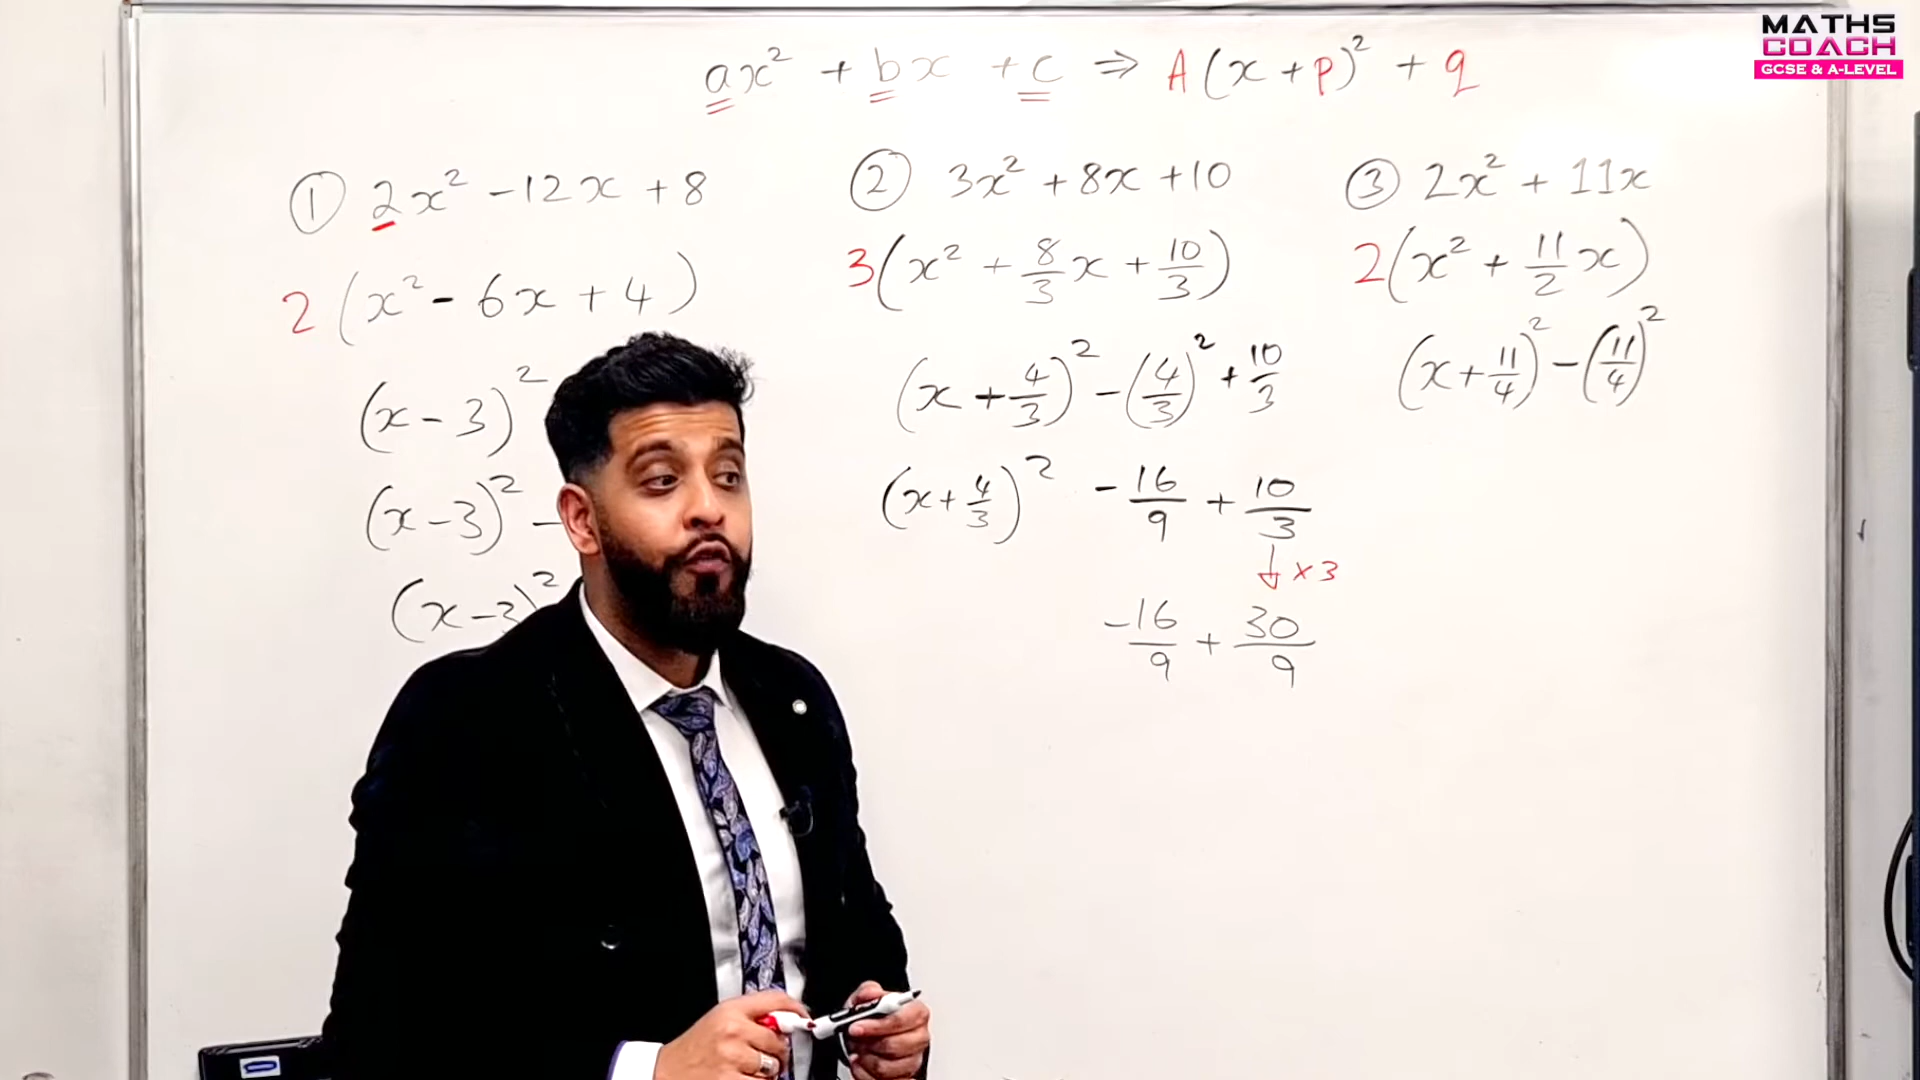 MATHS
COACH
GCSE & A-LEVEL
ax² + bx + c ⇒ A(x + p)² + q
① 2x² - 12x + 8
2(x² - 6x + 4)
(x - 3)²
(x - 3)² -
(x - 3)²
② 3x² + 8x + 10
3(x² + 8/3 x + 10/3)
(x + 4/3)² - (4/3)² + 10/3
(x + 4/3)² - 16/9 + 10/3
↓ × 3
-16/9 + 30/9
③ 2x² + 11x
2(x² + 11/2 x)
(x + 11/4)² - (11/4)²